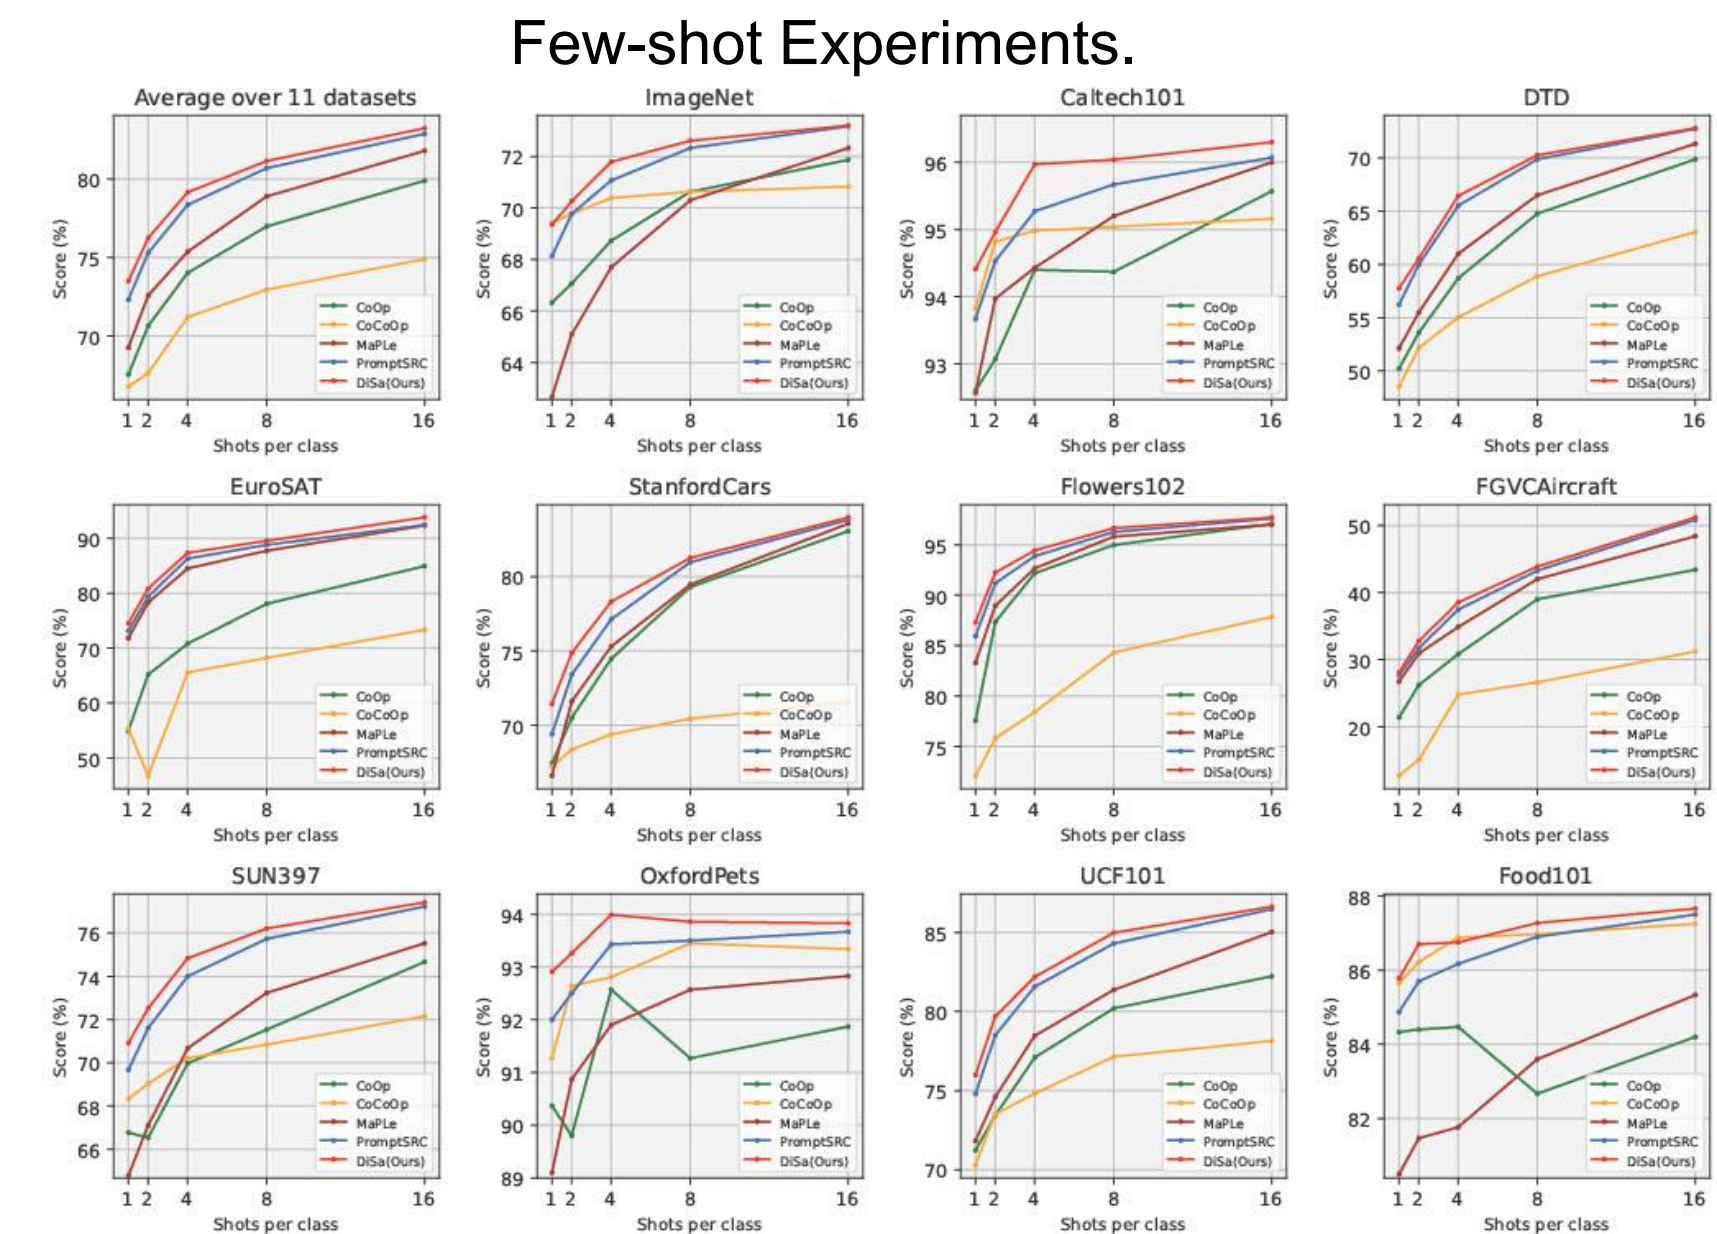 Few-shot Experiments.
Average over 11 datasets
Score (%)
80
75
70
CoOp
CoCoOp
MaPLe
PromptSRC
DiSa(Ours)
1 2 4 8 16
Shots per class
ImageNet
Score (%)
72
70
68
66
64
CoOp
CoCoOp
MaPLe
PromptSRC
DiSa(Ours)
1 2 4 8 16
Shots per class
Caltech101
Score (%)
96
95
94
93
CoOp
CoCoOp
MaPLe
PromptSRC
DiSa(Ours)
1 2 4 8 16
Shots per class
DTD
Score (%)
70
65
60
55
50
CoOp
CoCoOp
MaPLe
PromptSRC
DiSa(Ours)
1 2 4 8 16
Shots per class
EuroSAT
Score (%)
90
80
70
60
50
CoOp
CoCoOp
MaPLe
PromptSRC
DiSa(Ours)
1 2 4 8 16
Shots per class
StanfordCars
Score (%)
80
75
70
CoOp
CoCoOp
MaPLe
PromptSRC
DiSa(Ours)
1 2 4 8 16
Shots per class
Flowers102
Score (%)
95
90
85
80
75
CoOp
CoCoOp
MaPLe
PromptSRC
DiSa(Ours)
1 2 4 8 16
Shots per class
FGVCAircraft
Score (%)
50
40
30
20
CoOp
CoCoOp
MaPLe
PromptSRC
DiSa(Ours)
1 2 4 8 16
Shots per class
SUN397
Score (%)
76
74
72
70
68
66
CoOp
CoCoOp
MaPLe
PromptSRC
DiSa(Ours)
1 2 4 8 16
Shots per class
OxfordPets
Score (%)
94
93
92
91
90
89
CoOp
CoCoOp
MaPLe
PromptSRC
DiSa(Ours)
1 2 4 8 16
Shots per class
UCF101
Score (%)
85
80
75
70
CoOp
CoCoOp
MaPLe
PromptSRC
DiSa(Ours)
1 2 4 8 16
Shots per class
Food101
Score (%)
88
86
84
82
CoOp
CoCoOp
MaPLe
PromptSRC
DiSa(Ours)
1 2 4 8 16
Shots per class